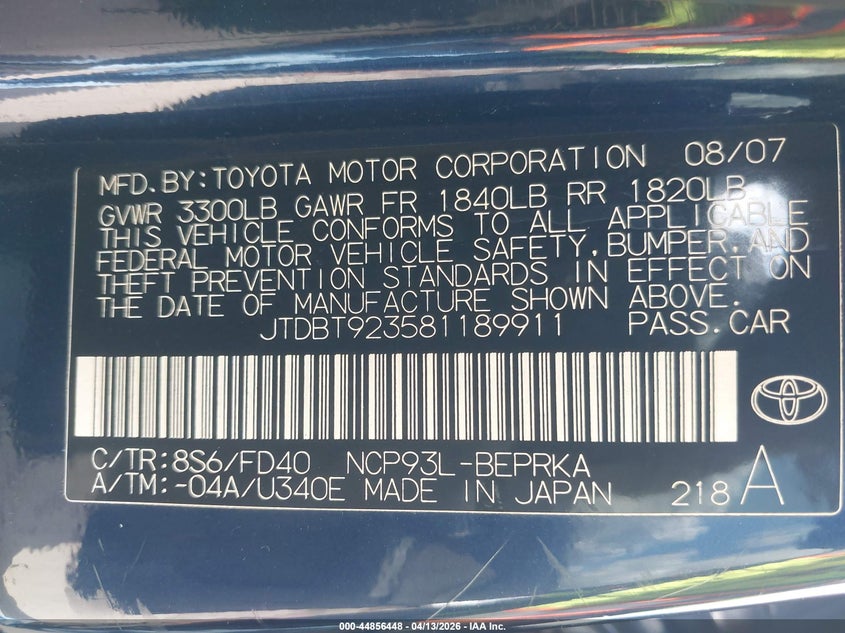 MFD.BY:TOYOTA MOTOR CORPORATION 08/07
GVWR 3300LB GAWR FR 1840LB RR 1820LB
THIS VEHICLE CONFORMS TO ALL APPLICABLE
FEDERAL MOTOR VEHICLE SAFETY,BUMPER,AND
THEFT PREVENTION STANDARDS IN EFFECT ON
THE DATE OF MANUFACTURE SHOWN ABOVE.
JTDBT923581189911 PASS.CAR
C/TR:8S6/FD40 NCP93L-BEPRKA
A/TM:-04A/U340E MADE IN JAPAN 218 A
000-44856448 - 04/13/2026 - IAA Inc.